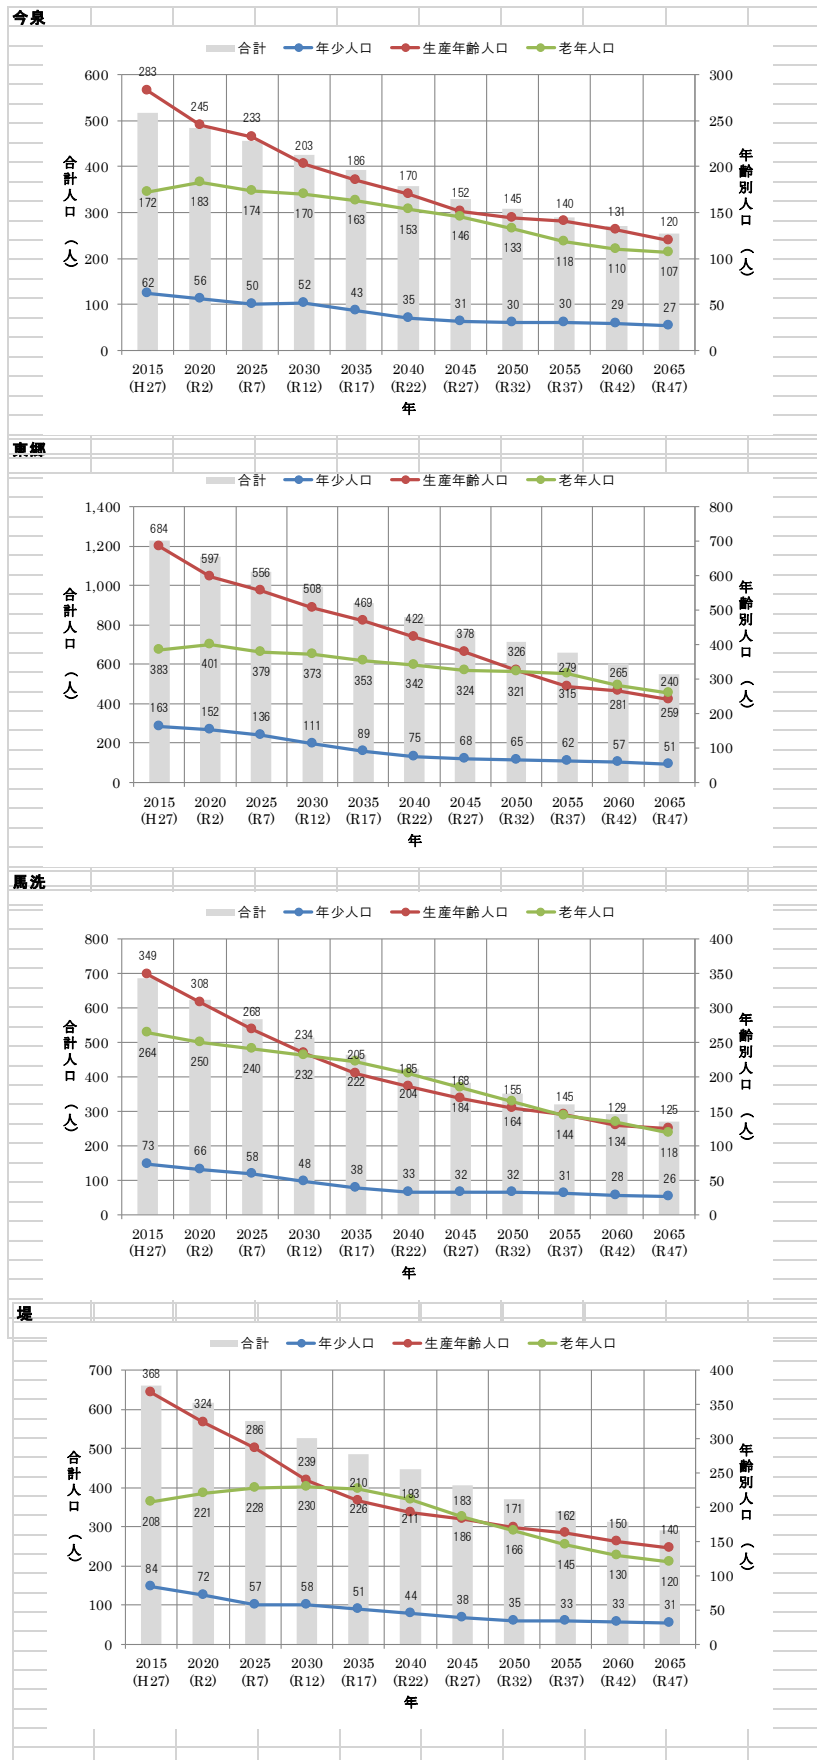 今泉
合計 年少人口 生産年齢人口 老年人口
600 300
500 250
400 200
300 150
200 100
100 50
0 0
合計人口（人）
年齢別人口（人）
283 245 233 203 186 170 152 145 140 131 120
172 183 174 170 163 153 146 133 118 110 107
62 56 50 52 43 35 31 30 30 29 27
2015 2020 2025 2030 2035 2040 2045 2050 2055 2060 2065
(H27) (R2) (R7) (R12) (R17) (R22) (R27) (R32) (R37) (R42) (R47)
年
東郷
合計 年少人口 生産年齢人口 老年人口
1,400 800
1,200 700
1,000 600
800 500
600 400
400 300
200 200
0 100
0
合計人口（人）
年齢別人口（人）
684 597 556 508 469 422 378 326 279 265 240
383 401 379 373 353 342 324 321 315 281 259
163 152 136 111 89 75 68 65 62 57 51
2015 2020 2025 2030 2035 2040 2045 2050 2055 2060 2065
(H27) (R2) (R7) (R12) (R17) (R22) (R27) (R32) (R37) (R42) (R47)
年
馬洗
合計 年少人口 生産年齢人口 老年人口
800 400
700 350
600 300
500 250
400 200
300 150
200 100
100 50
0 0
合計人口（人）
年齢別人口（人）
349 308 268 234 205 185 168 155 145 129 125
264 250 240 232 222 204 184 164 144 134 118
73 66 58 48 38 33 32 32 31 28 26
2015 2020 2025 2030 2035 2040 2045 2050 2055 2060 2065
(H27) (R2) (R7) (R12) (R17) (R22) (R27) (R32) (R37) (R42) (R47)
年
堤
合計 年少人口 生産年齢人口 老年人口
700 400
600 350
500 300
400 250
300 200
200 150
100 100
0 50
0
合計人口（人）
年齢別人口（人）
368 324 286 239 210 193 183 171 162 150 140
208 221 228 230 226 211 186 166 145 130 120
84 72 57 58 51 44 38 35 33 33 31
2015 2020 2025 2030 2035 2040 2045 2050 2055 2060 2065
(H27) (R2) (R7) (R12) (R17) (R22) (R27) (R32) (R37) (R42) (R47)
年